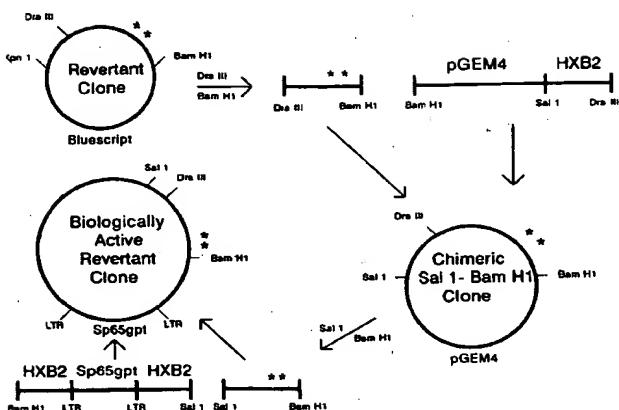 Dra III
* *
Kpn 1
Bam H1
Revertant
Clone
Bluescript
Dra III
Bam H1
* *
Dra III
Bam H1
pGEM4
HXB2
Bam H1
Sal 1
Dra III
Sal 1
Dra III
Biologically
Active
Revertant
Clone
* *
Bam H1
LTR
LTR
Sp65gpt
Dra III
* *
Chimeric
Sal 1- Bam H1
Clone
Sal 1
Bam H1
pGEM4
Sal 1
Bam H1
HXB2
Sp65gpt
HXB2
Bam H1
LTR
LTR
Sal 1
**
Sal 1
Bam H1